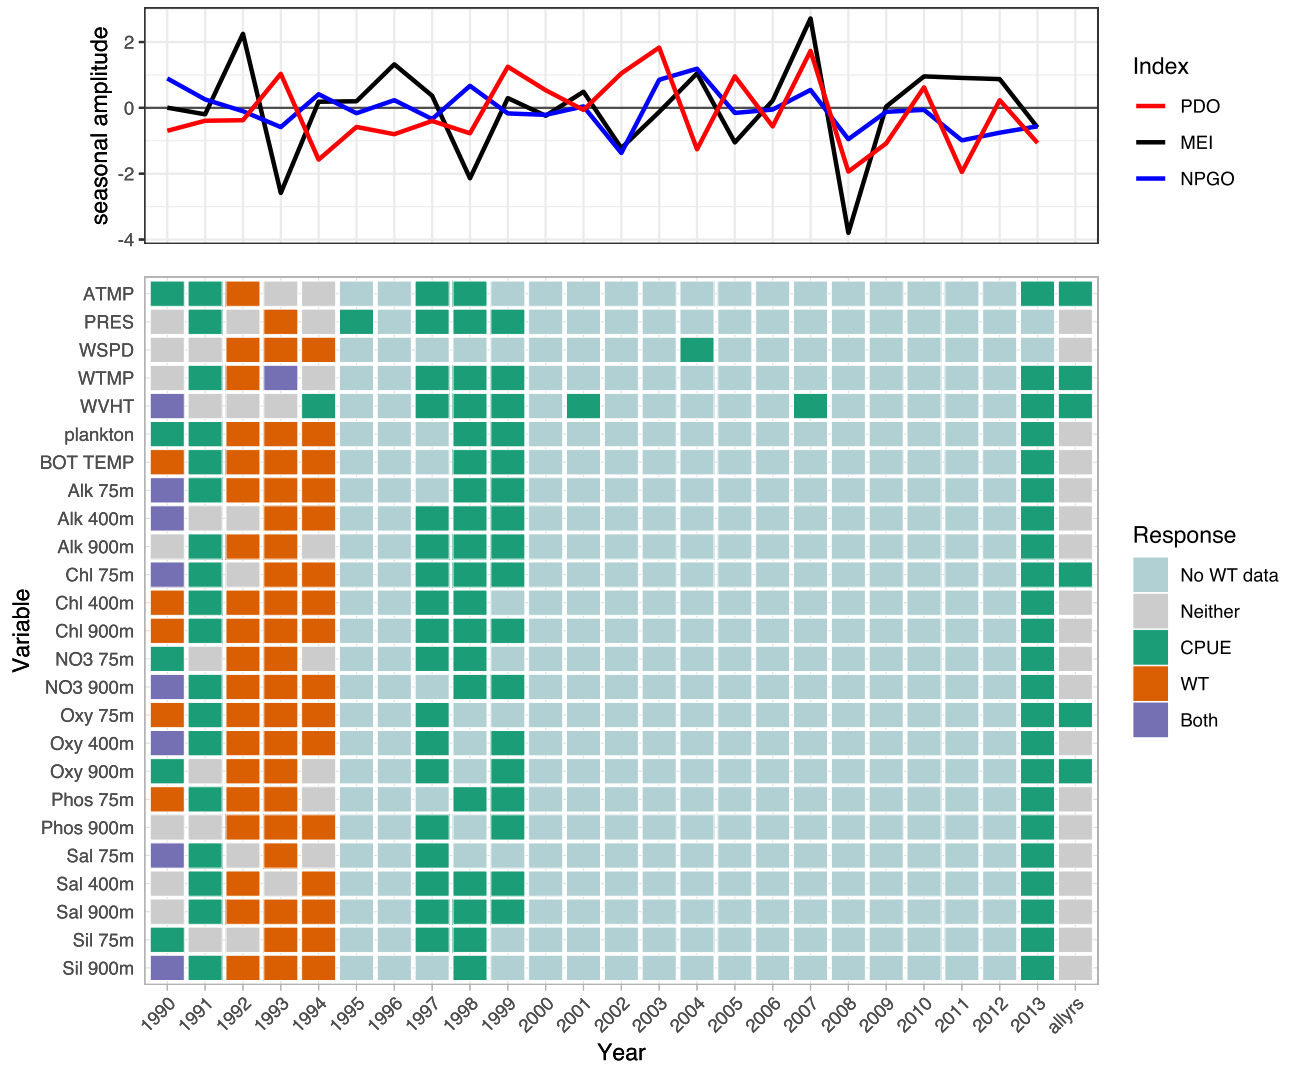 seasonal amplitude
2
0
-2
-4
Index
PDO
MEI
NPGO
Variable
ATMP
PRES
WSPD
WTMP
WVHT
plankton
BOT TEMP
Alk 75m
Alk 400m
Alk 900m
Chl 75m
Chl 400m
Chl 900m
NO3 75m
NO3 900m
Oxy 75m
Oxy 400m
Oxy 900m
Phos 75m
Phos 900m
Sal 75m
Sal 400m
Sal 900m
Sil 75m
Sil 900m
Response
No WT data
Neither
CPUE
WT
Both
1990 1991 1992 1993 1994 1995 1996 1997 1998 1999 2000 2001 2002 2003 2004 2005 2006 2007 2008 2009 2010 2011 2012 2013 allyrs
Year